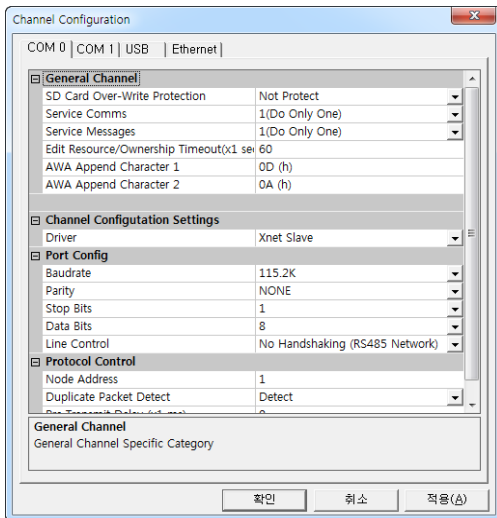 Channel Configuration
COM 0 COM 1 USB Ethernet
General Channel
SD Card Over-Write Protection Not Protect
Service Comms 1(Do Only One)
Service Messages 1(Do Only One)
Edit Resource/Ownership Timeout(x1 se 60
AWA Append Character 1 0D (h)
AWA Append Character 2 0A (h)
Channel Configutation Settings
Driver Xnet Slave
Port Config
Baudrate 115.2K
Parity NONE
Stop Bits 1
Data Bits 8
Line Control No Handshaking (RS485 Network)
Protocol Control
Node Address 1
Duplicate Packet Detect Detect
General Channel
General Channel Specific Category
확인 취소 적용(A)